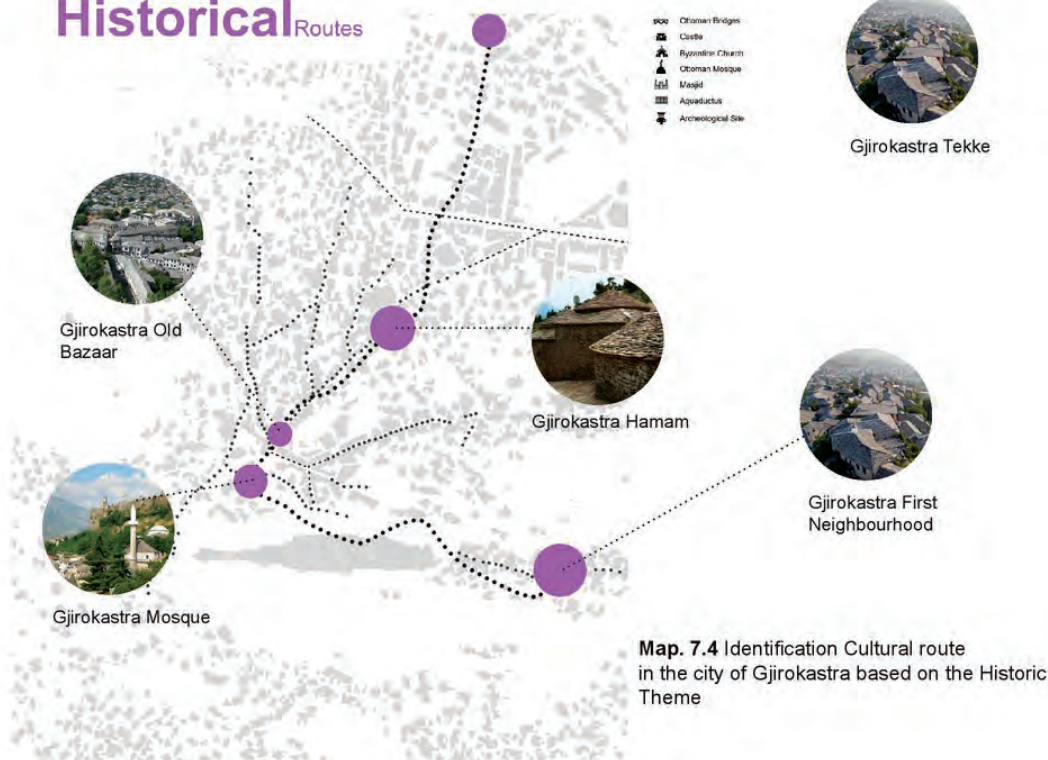 Historical Routes
Ottoman Bridges
Castle
Byzantine Church
Ottoman Mosque
Masjid
Aquaductus
Archeological Site
Gjirokastra Tekke
Gjirokastra Old
Bazaar
Gjirokastra Hamam
Gjirokastra First
Neighbourhood
Gjirokastra Mosque
Map. 7.4 Identification Cultural route
in the city of Gjirokastra based on the Historic
Theme